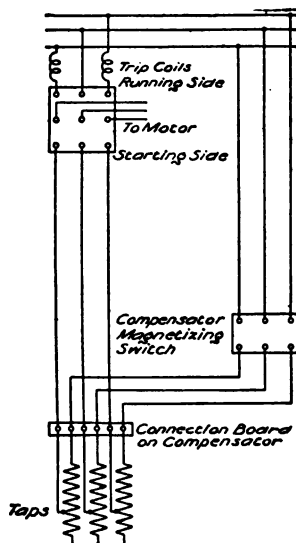 Trip Coils
Running Side
To Motor
Starting Side
Compensator
Magnetizing
Switch
Connection Board
on Compensator
Taps